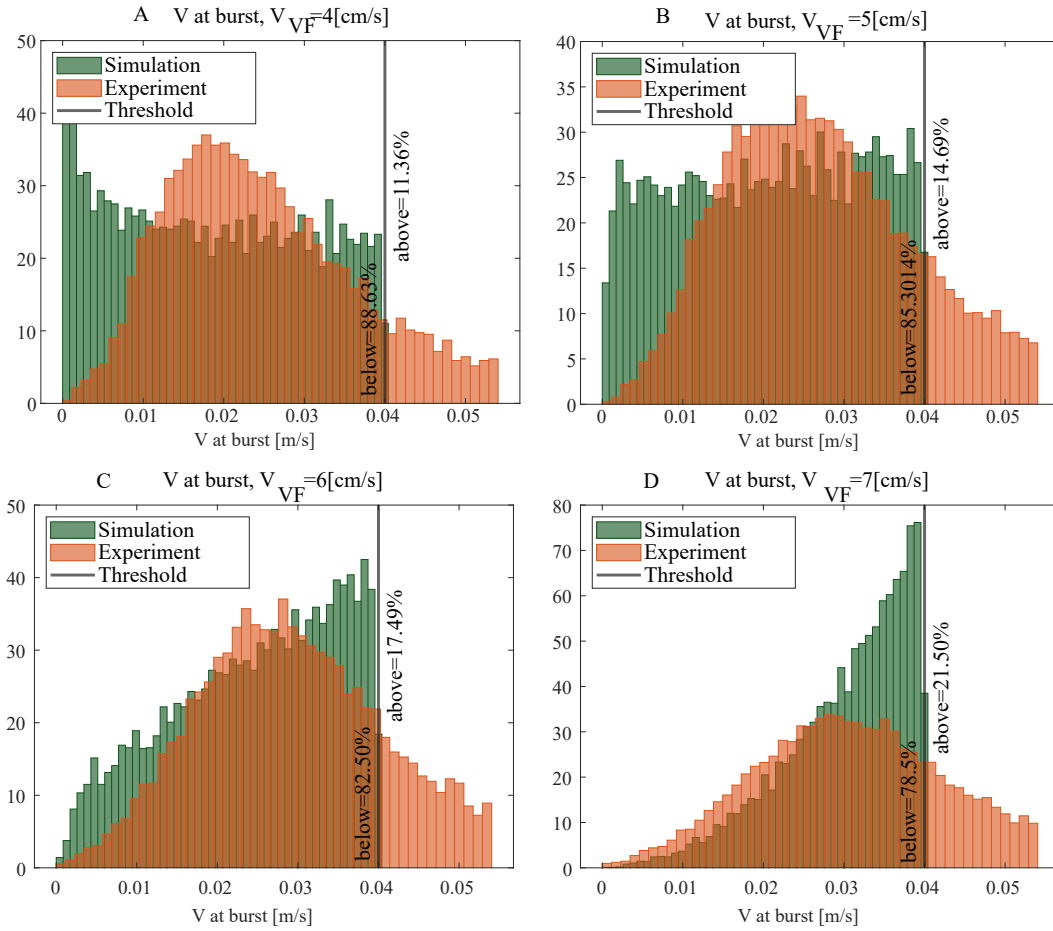 A V at burst, V_VF=4[cm/s]
50
40
30
20
10
0
Simulation
Experiment
Threshold
above=11.36%
below=88.63%
0 0.01 0.02 0.03 0.04 0.05
V at burst [m/s]
B V at burst, V_VF=5[cm/s]
40
35
30
25
20
15
10
5
0
Simulation
Experiment
Threshold
above=14.69%
below=85.3014%
0 0.01 0.02 0.03 0.04 0.05
V at burst [m/s]
C V at burst, V_VF=6[cm/s]
50
40
30
20
10
0
Simulation
Experiment
Threshold
above=17.49%
below=82.50%
0 0.01 0.02 0.03 0.04 0.05
V at burst [m/s]
D V at burst, V_VF=7[cm/s]
80
70
60
50
40
30
20
10
0
Simulation
Experiment
Threshold
above=21.50%
below=78.5%
0 0.01 0.02 0.03 0.04 0.05
V at burst [m/s]